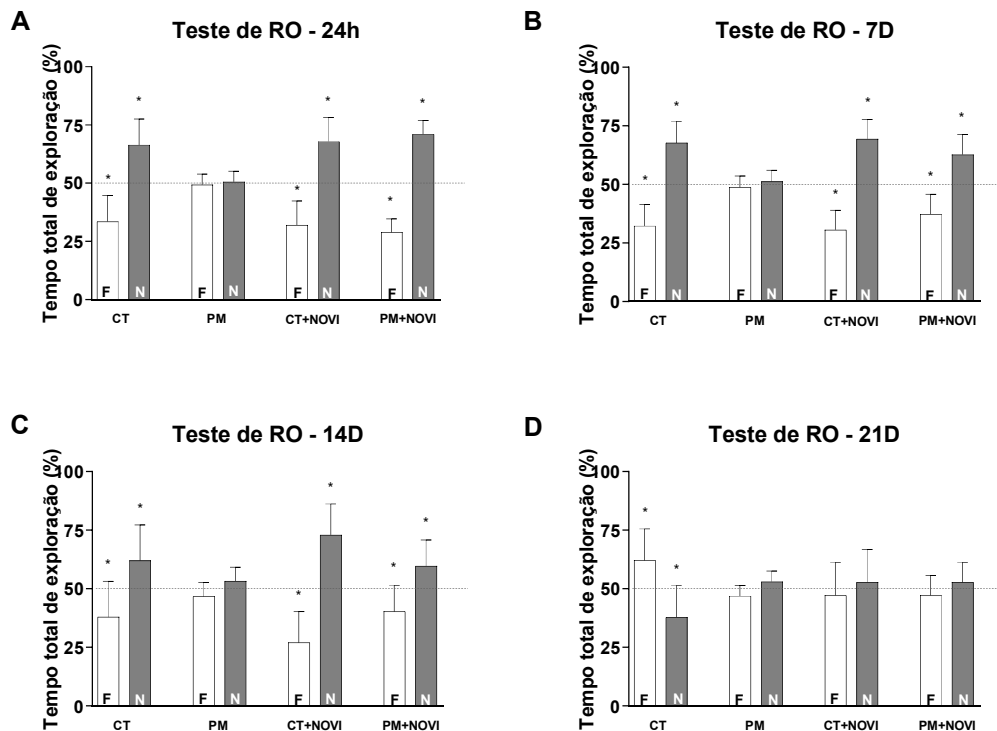 A
Teste de RO - 24h
Tempo total de exploração (%)
100
75
50
25
0
* * * * * *
F N F N F N F N
CT PM CT+NOVI PM+NOVI
B
Teste de RO - 7D
Tempo total de exploração (%)
100
75
50
25
0
* * * * * *
F N F N F N F N
CT PM CT+NOVI PM+NOVI
C
Teste de RO - 14D
Tempo total de exploração (%)
100
75
50
25
0
* * * * * *
F N F N F N F N
CT PM CT+NOVI PM+NOVI
D
Teste de RO - 21D
Tempo total de exploração (%)
100
75
50
25
0
* *
F N F N F N F N
CT PM CT+NOVI PM+NOVI